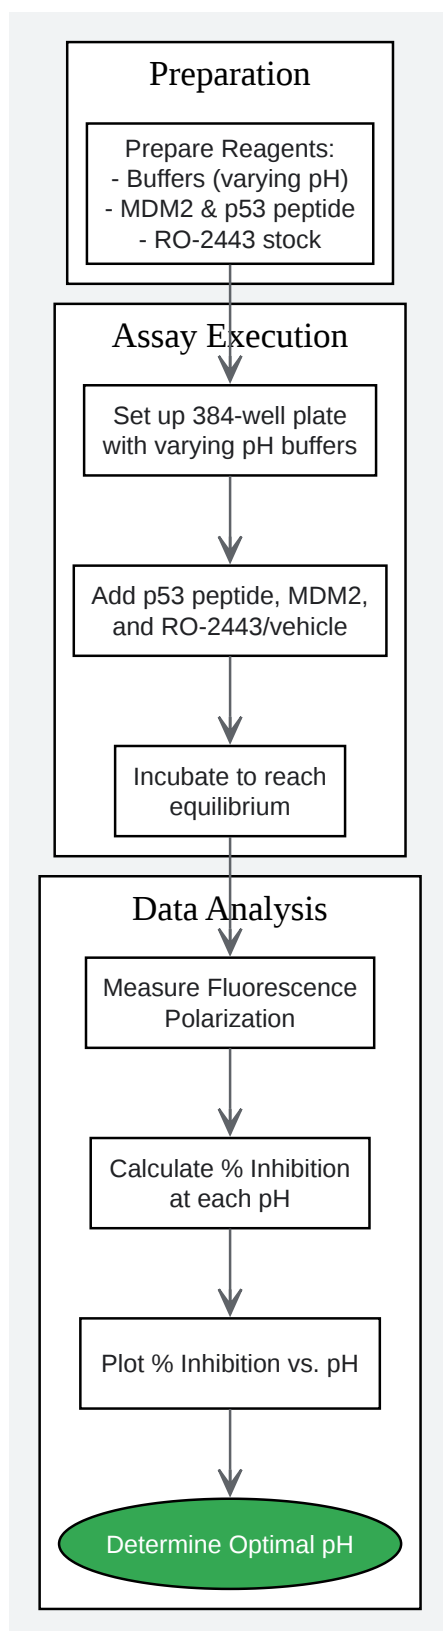 Preparation
Prepare Reagents:
- Buffers (varying pH)
- MDM2 & p53 peptide
- RO-2443 stock
Assay Execution
Set up 384-well plate
with varying pH buffers
Add p53 peptide, MDM2,
and RO-2443/vehicle
Incubate to reach
equilibrium
Data Analysis
Measure Fluorescence
Polarization
Calculate % Inhibition
at each pH
Plot % Inhibition vs. pH
Determine Optimal pH